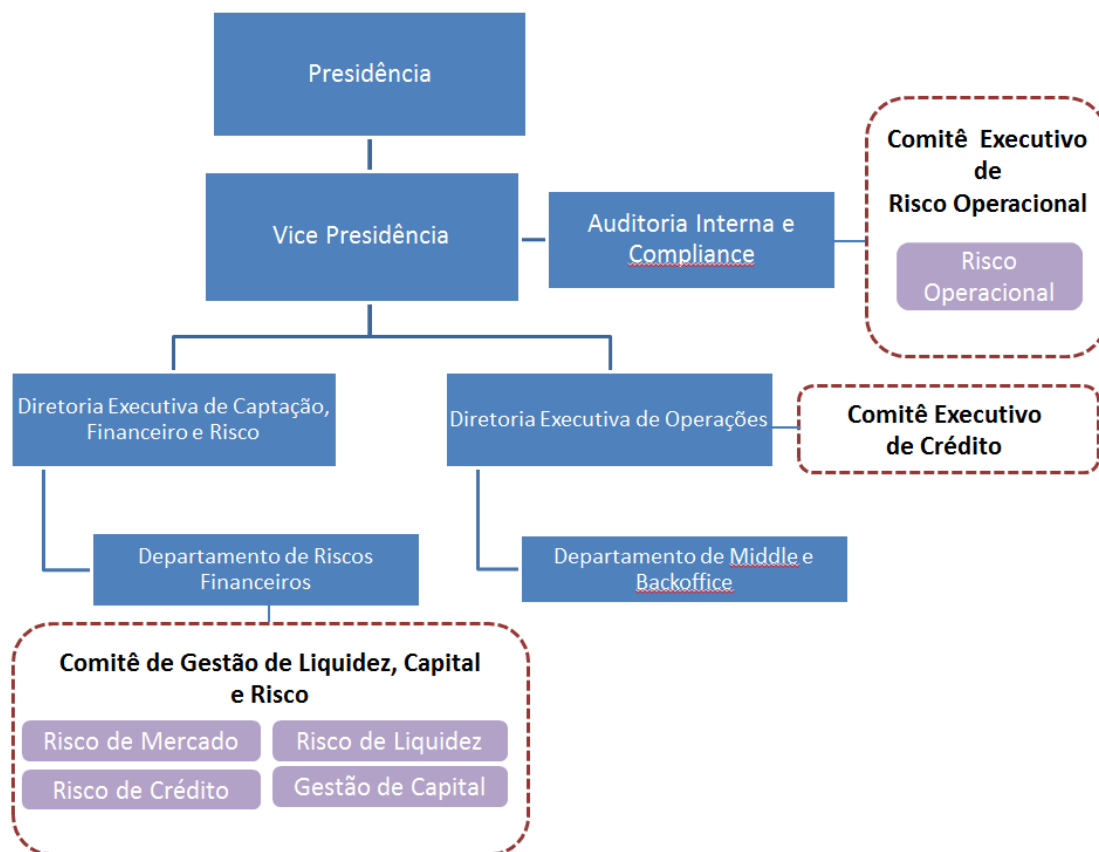 Presidência
Vice Presidência
Auditoria Interna e
Compliance
Comitê Executivo
de
Risco Operacional
Risco
Operacional
Diretoria Executiva de Captação,
Financeiro e Risco
Diretoria Executiva de Operações
Comitê Executivo
de Crédito
Departamento de Riscos
Financeiros
Departamento de Middle e
Backoffice
Comitê de Gestão de Liquidez, Capital
e Risco
Risco de Mercado
Risco de Liquidez
Risco de Crédito
Gestão de Capital